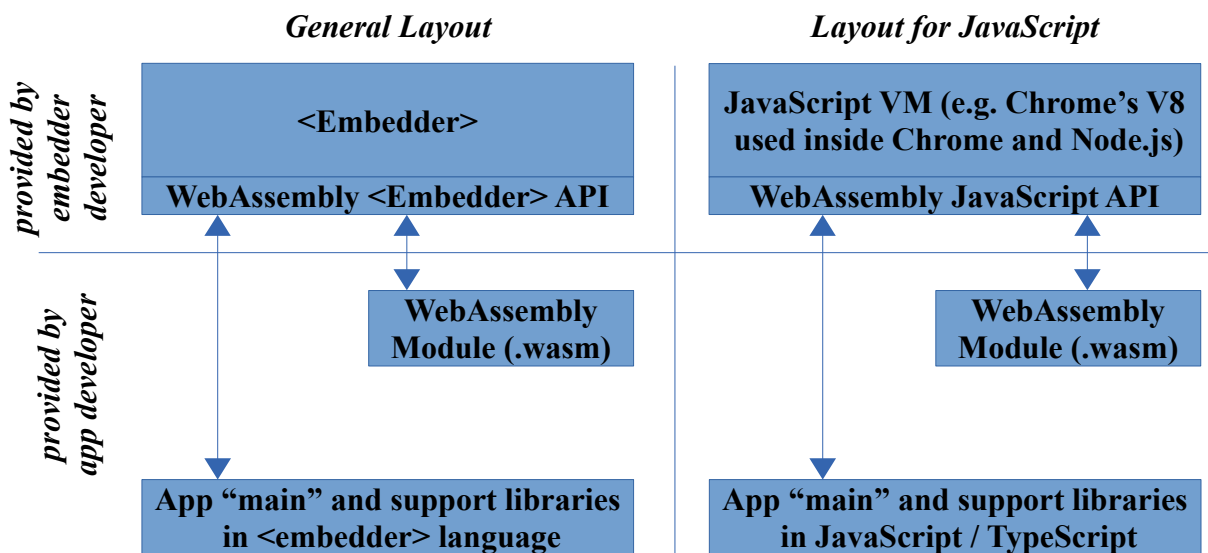 General Layout
Layout for JavaScript
provided by
embedder
developer
<Embedder>
WebAssembly <Embedder> API
JavaScript VM (e.g. Chrome’s V8
used inside Chrome and Node.js)
WebAssembly JavaScript API
provided by
app developer
WebAssembly
Module (.wasm)
WebAssembly
Module (.wasm)
App “main” and support libraries
in <embedder> language
App “main” and support libraries
in JavaScript / TypeScript